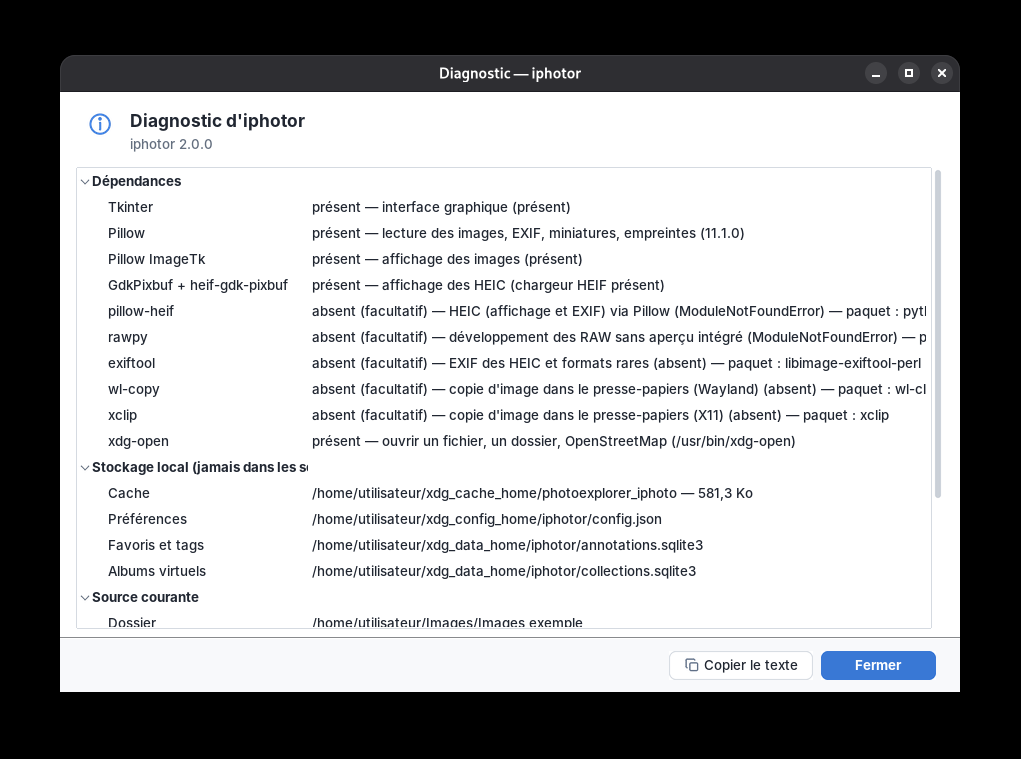 Diagnostic — iphotor
Diagnostic d'iphotor
iphotor 2.0.0
Dépendances
Tkinter présent — interface graphique (présent)
Pillow présent — lecture des images, EXIF, miniatures, empreintes (11.1.0)
Pillow ImageTk présent — affichage des images (présent)
GdkPixbuf + heif-gdk-pixbuf présent — affichage des HEIC (chargeur HEIF présent)
pillow-heif absent (facultatif) — HEIC (affichage et EXIF) via Pillow (ModuleNotFoundError) — paquet : pyt
rawpy absent (facultatif) — développement des RAW sans aperçu intégré (ModuleNotFoundError) — p
exiftool absent (facultatif) — EXIF des HEIC et formats rares (absent) — paquet : libimage-exiftool-perl
wl-copy absent (facultatif) — copie d'image dans le presse-papiers (Wayland) (absent) — paquet : wl-cl
xclip absent (facultatif) — copie d'image dans le presse-papiers (X11) (absent) — paquet : xclip
xdg-open présent — ouvrir un fichier, un dossier, OpenStreetMap (/usr/bin/xdg-open)
Stockage local (jamais dans les s
Cache /home/utilisateur/xdg_cache_home/photoexplorer_iphoto — 581,3 Ko
Préférences /home/utilisateur/xdg_config_home/iphotor/config.json
Favoris et tags /home/utilisateur/xdg_data_home/iphotor/annotations.sqlite3
Albums virtuels /home/utilisateur/xdg_data_home/iphotor/collections.sqlite3
Source courante
Dossier /home/utilisateur/Images/Images exemple
Copier le texte
Fermer